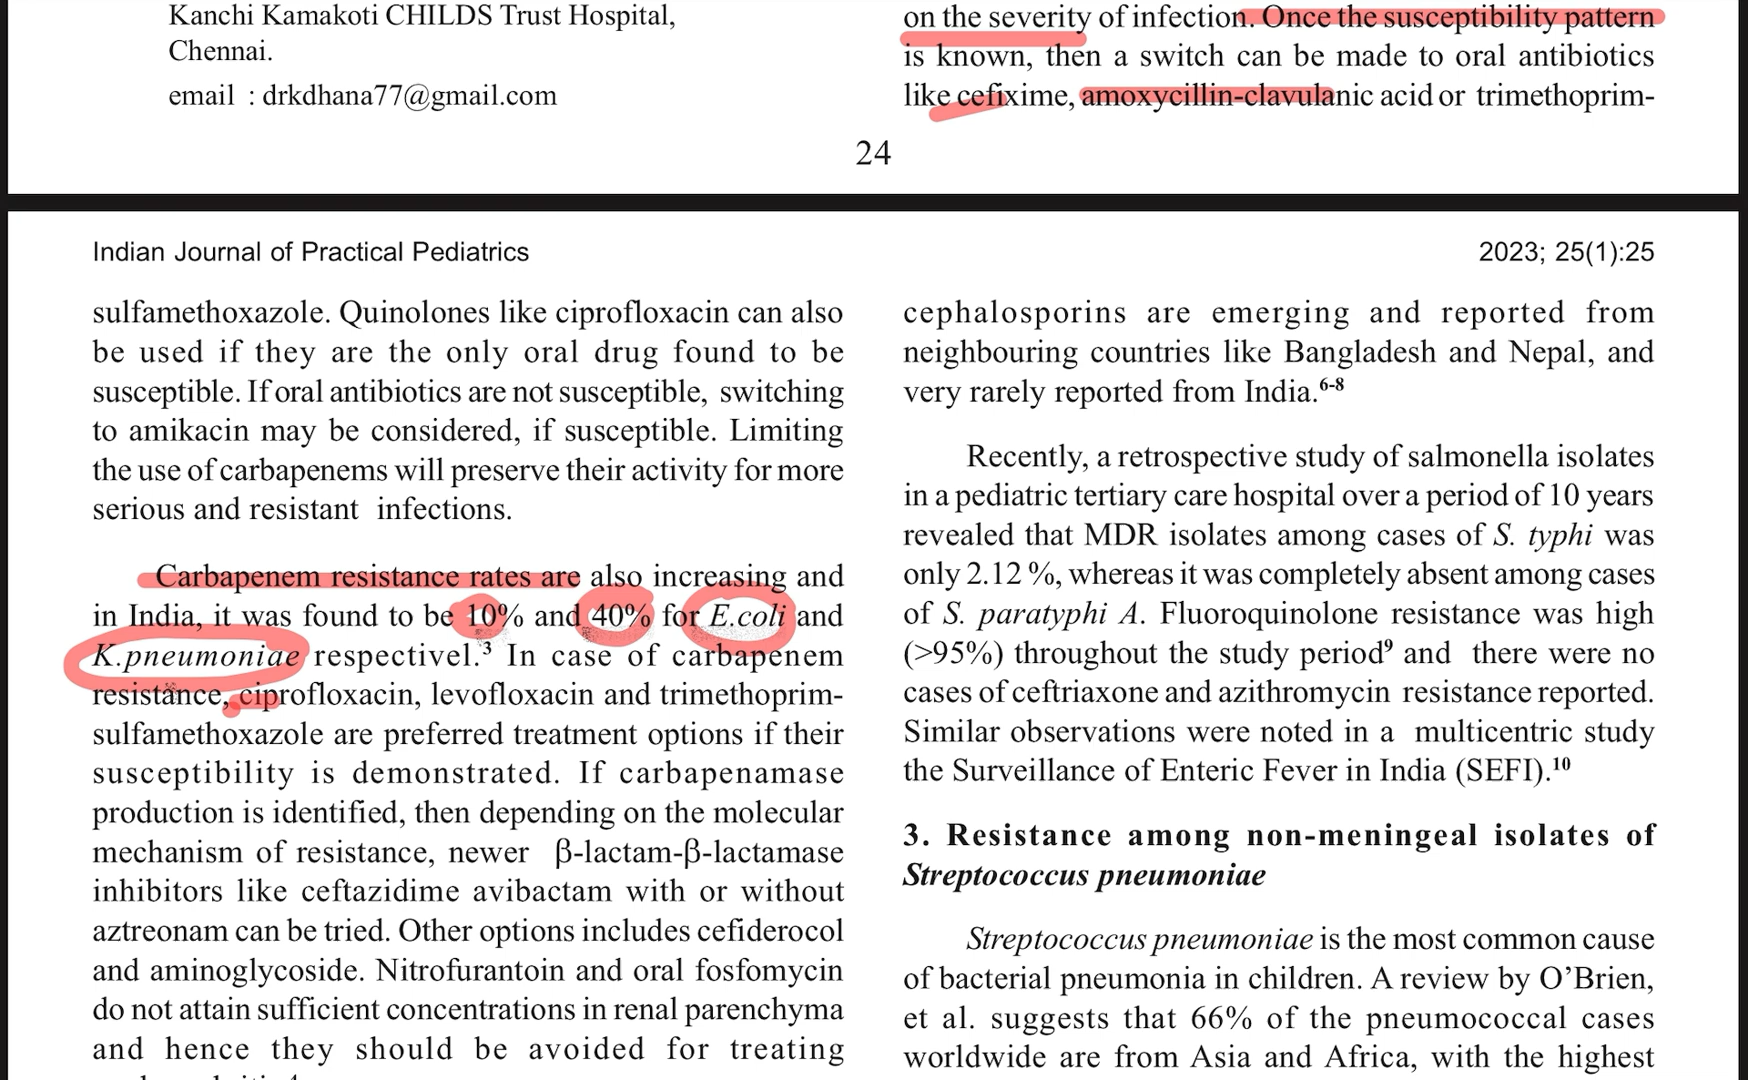 Kanchi Kamakoti CHILDS Trust Hospital,
Chennai.
email : drkdhana77@gmail.com
on the severity of infection. Once the susceptibility pattern
is known, then a switch can be made to oral antibiotics
like cefixime, amoxycillin-clavulanic acid or trimethoprim-
24
Indian Journal of Practical Pediatrics
2023; 25(1):25
sulfamethoxazole. Quinolones like ciprofloxacin can also
be used if they are the only oral drug found to be
susceptible. If oral antibiotics are not susceptible, switching
to amikacin may be considered, if susceptible. Limiting
the use of carbapenems will preserve their activity for more
serious and resistant infections.
Carbapenem resistance rates are also increasing and
in India, it was found to be 10% and 40% for E.coli and
K.pneumoniae respectivel.³ In case of carbapenem
resistance, ciprofloxacin, levofloxacin and trimethoprim-
sulfamethoxazole are preferred treatment options if their
susceptibility is demonstrated. If carbapenamase
production is identified, then depending on the molecular
mechanism of resistance, newer β-lactam-β-lactamase
inhibitors like ceftazidime avibactam with or without
aztreonam can be tried. Other options includes cefiderocol
and aminoglycoside. Nitrofurantoin and oral fosfomycin
do not attain sufficient concentrations in renal parenchyma
and hence they should be avoided for treating
cephalosporins are emerging and reported from
neighbouring countries like Bangladesh and Nepal, and
very rarely reported from India.⁶⁻⁸
Recently, a retrospective study of salmonella isolates
in a pediatric tertiary care hospital over a period of 10 years
revealed that MDR isolates among cases of S. typhi was
only 2.12 %, whereas it was completely absent among cases
of S. paratyphi A. Fluoroquinolone resistance was high
(>95%) throughout the study period⁹ and there were no
cases of ceftriaxone and azithromycin resistance reported.
Similar observations were noted in a multicentric study
the Surveillance of Enteric Fever in India (SEFI).¹⁰
3. Resistance among non-meningeal isolates of
Streptococcus pneumoniae
Streptococcus pneumoniae is the most common cause
of bacterial pneumonia in children. A review by O’Brien,
et al. suggests that 66% of the pneumococcal cases
worldwide are from Asia and Africa, with the highest